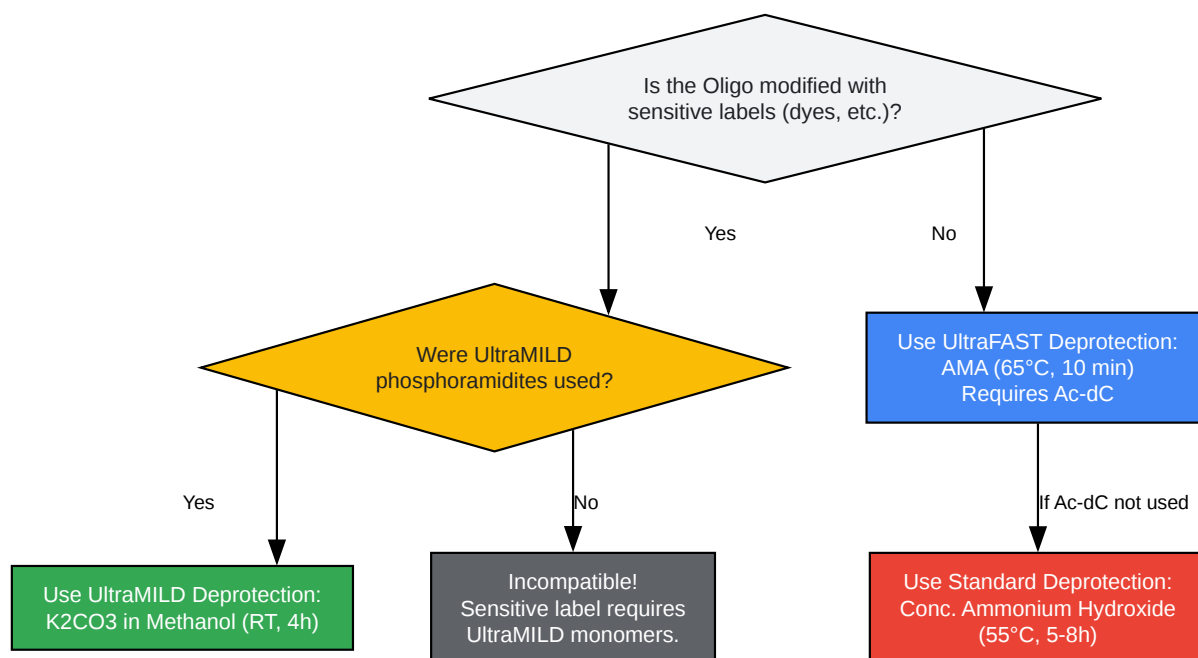 Is the Oligo modified with
sensitive labels (dyes, etc.)?
Yes
No
Were UltraMILD
phosphoramidites used?
Use UltraFAST Deprotection:
AMA (65°C, 10 min)
Requires Ac-dC
Yes
No
If Ac-dC not used
Use UltraMILD Deprotection:
K2CO3 in Methanol (RT, 4h)
Incompatible!
Sensitive label requires
UltraMILD monomers.
Use Standard Deprotection:
Conc. Ammonium Hydroxide
(55°C, 5-8h)